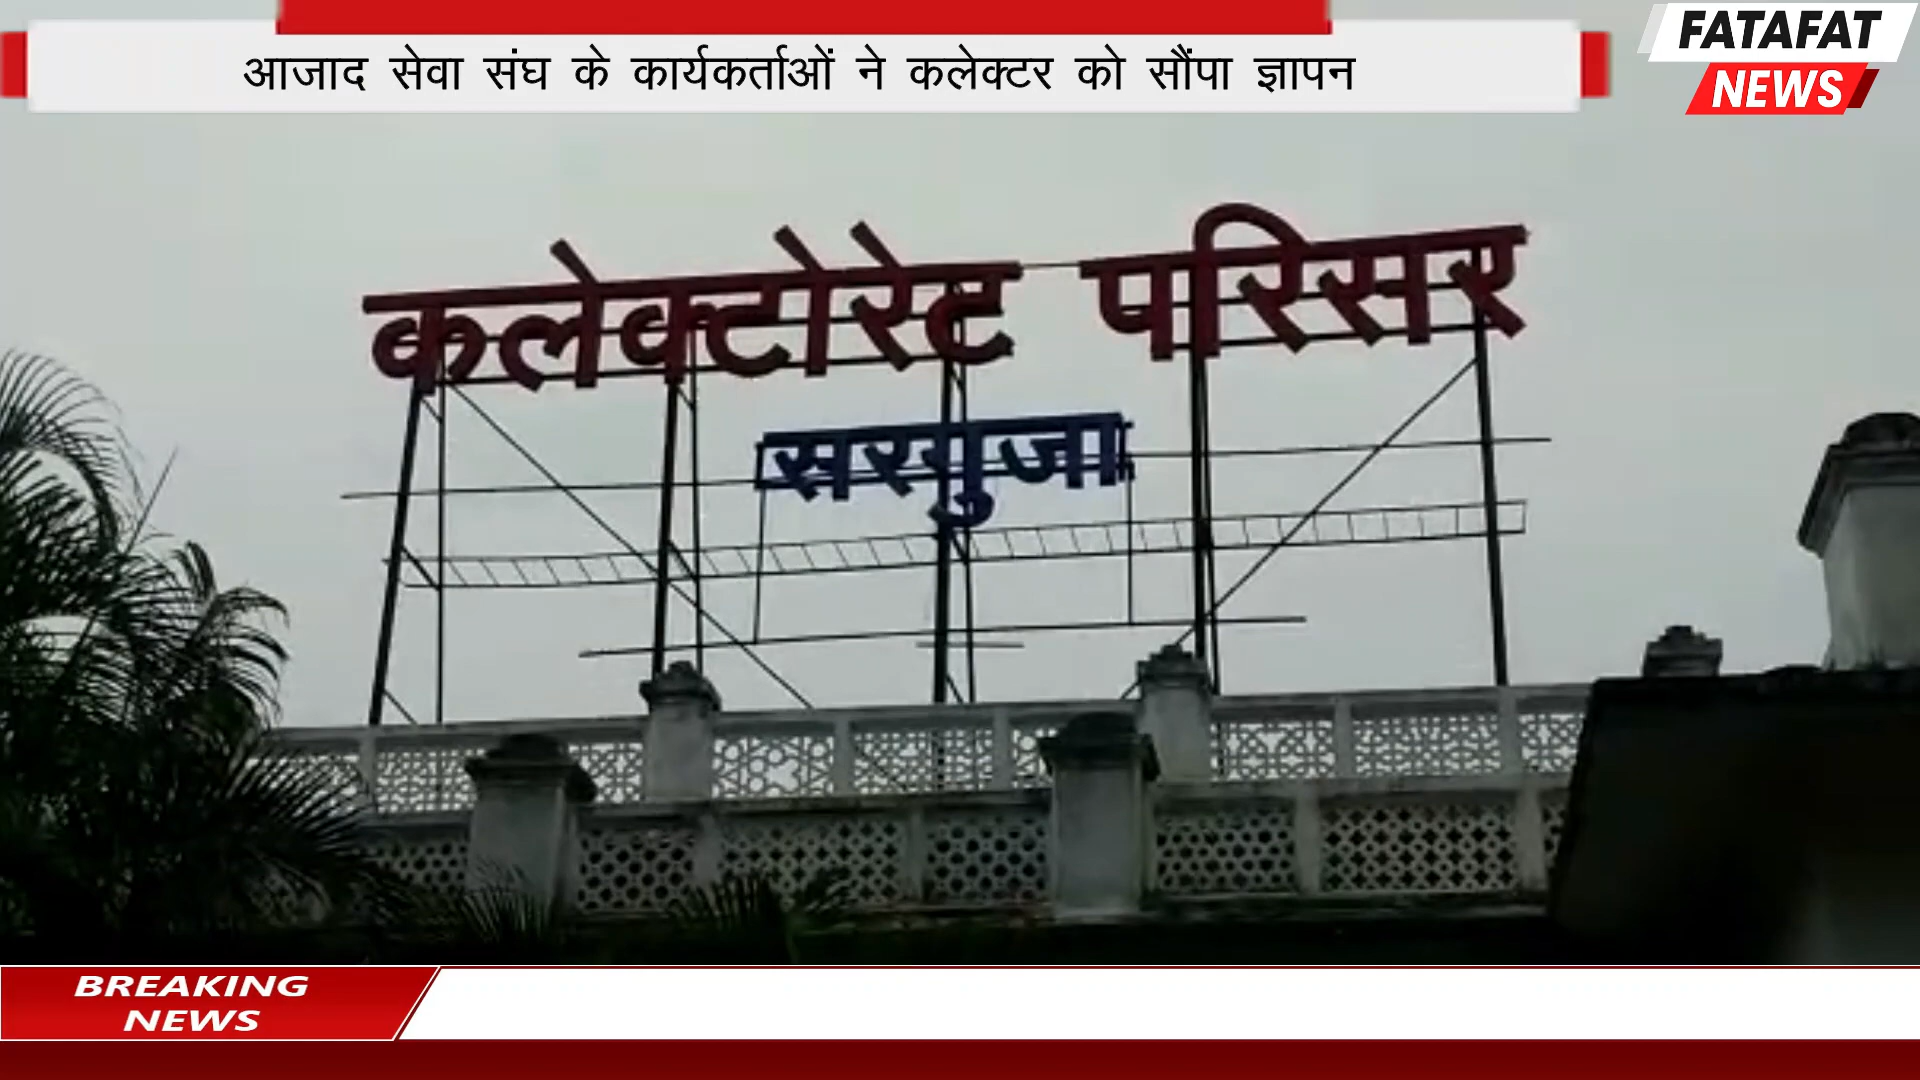 आजाद सेवा संघ के कार्यकर्ताओं ने कलेक्टर को सौंपा ज्ञापन
FATAFAT
NEWS
कलेक्टोरेट परिसर
सरगुजा
BREAKING
NEWS